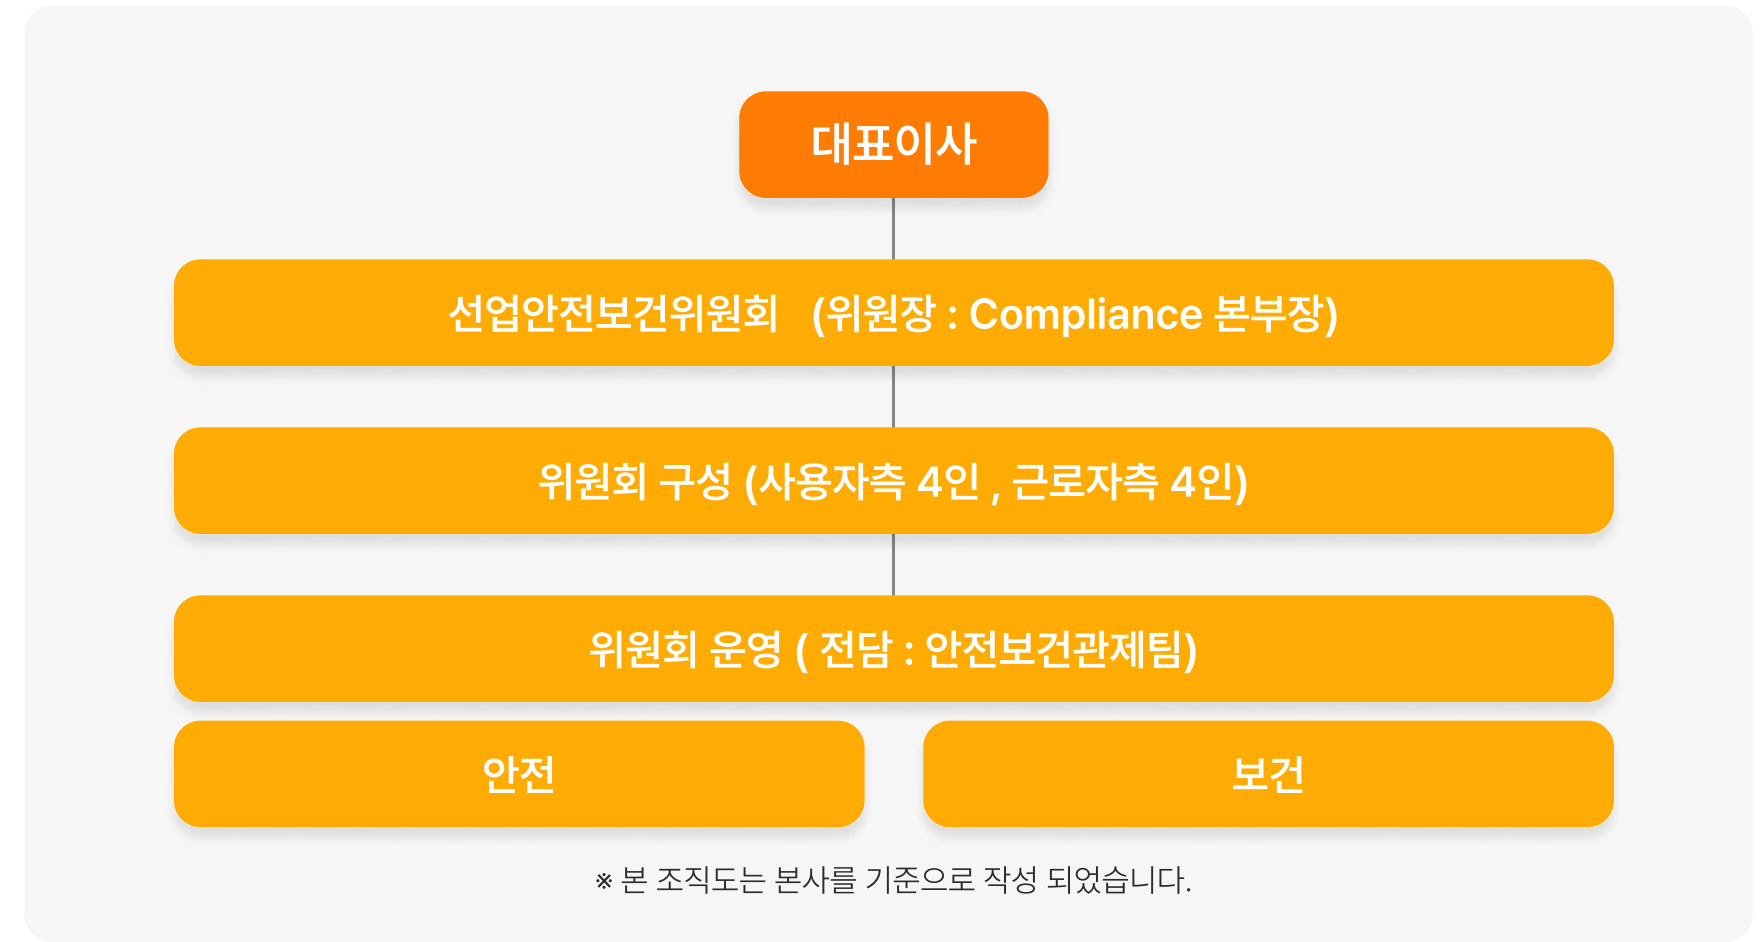 대표이사
선업안전보건위원회 (위원장 : Compliance 본부장)
위원회 구성 (사용자측 4인 , 근로자측 4인)
위원회 운영 ( 전담 : 안전보건관제팀)
안전
보건
※ 본 조직도는 본사를 기준으로 작성 되었습니다.